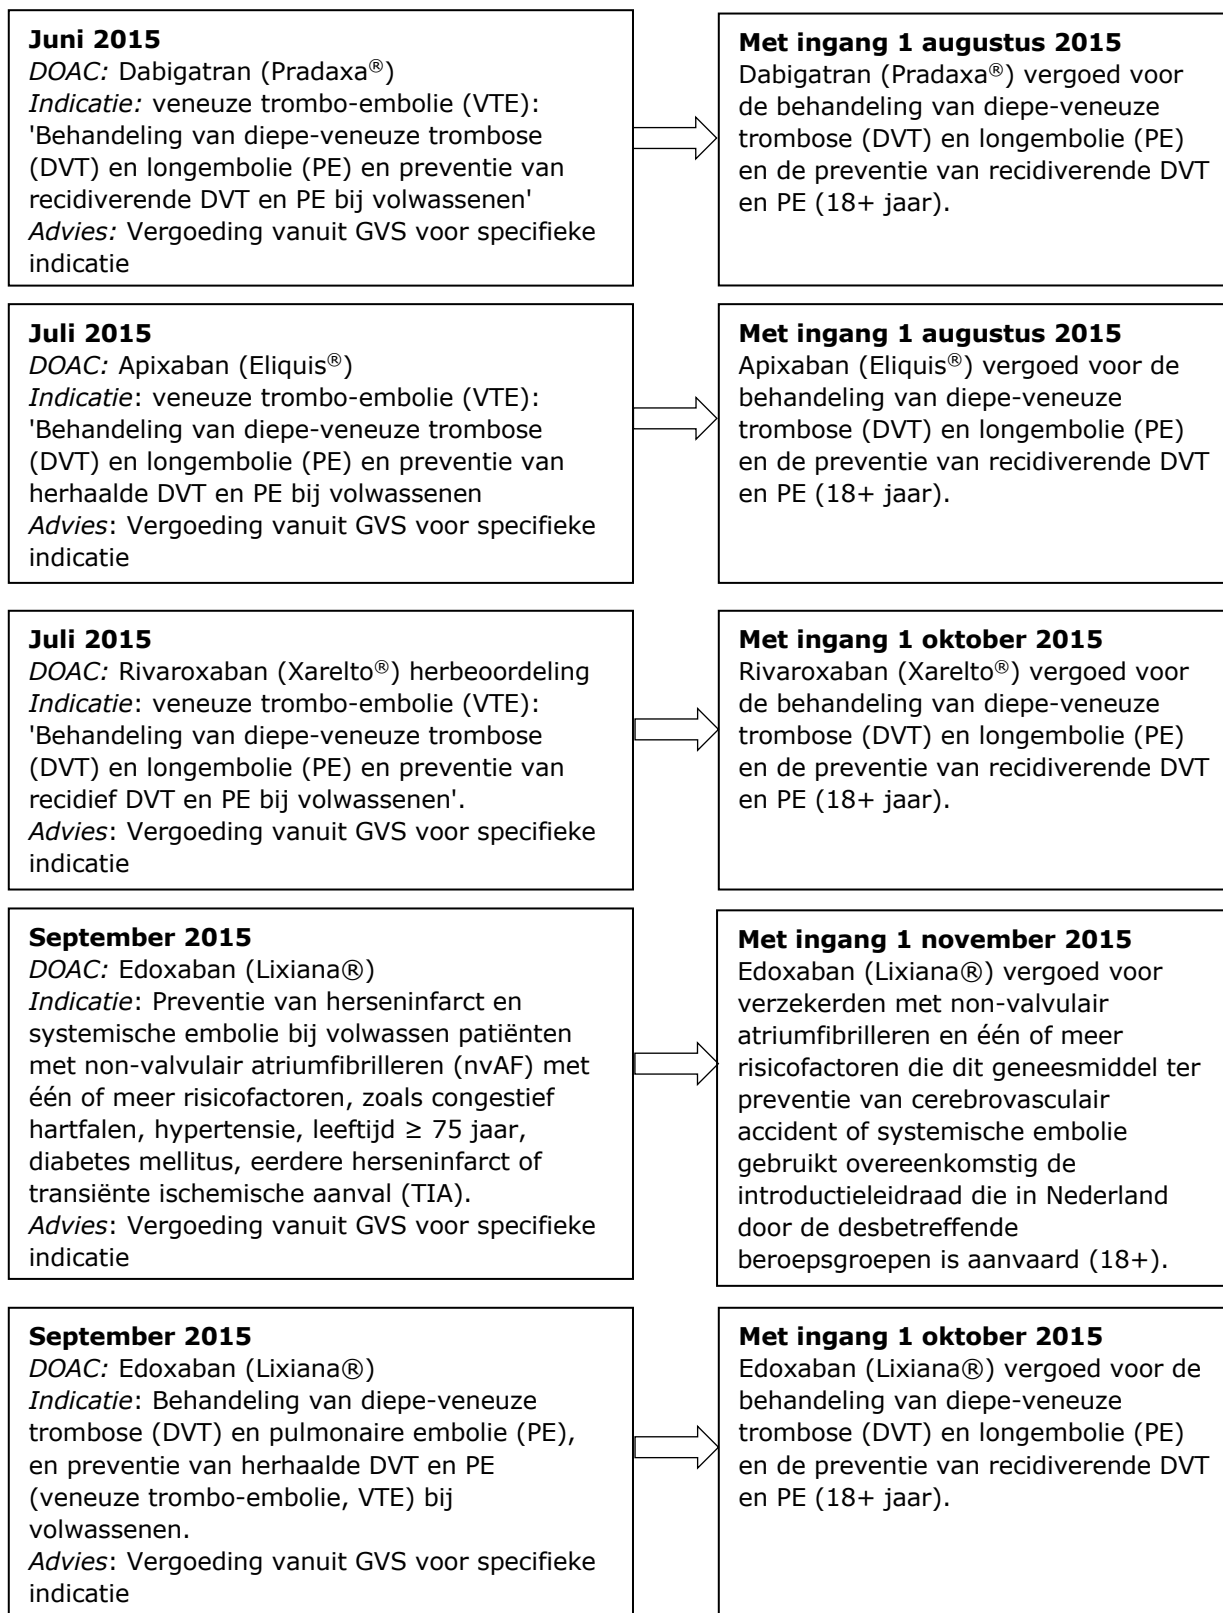 Juni 2015
DOAC: Dabigatran (Pradaxa®)
Indicatie: veneuze trombo-embolie (VTE):
'Behandeling van diepe-veneuze trombose
(DVT) en longembolie (PE) en preventie van
recidiverende DVT en PE bij volwassenen'
Advies: Vergoeding vanuit GVS voor specifieke
indicatie
Met ingang 1 augustus 2015
Dabigatran (Pradaxa®) vergoed voor
de behandeling van diepe-veneuze
trombose (DVT) en longembolie (PE)
en de preventie van recidiverende DVT
en PE (18+ jaar).
Juli 2015
DOAC: Apixaban (Eliquis®)
Indicatie: veneuze trombo-embolie (VTE):
'Behandeling van diepe-veneuze trombose
(DVT) en longembolie (PE) en preventie van
herhaalde DVT en PE bij volwassenen
Advies: Vergoeding vanuit GVS voor specifieke
indicatie
Met ingang 1 augustus 2015
Apixaban (Eliquis®) vergoed voor de
behandeling van diepe-veneuze
trombose (DVT) en longembolie (PE)
en de preventie van recidiverende DVT
en PE (18+ jaar).
Juli 2015
DOAC: Rivaroxaban (Xarelto®) herbeoordeling
Indicatie: veneuze trombo-embolie (VTE):
'Behandeling van diepe-veneuze trombose
(DVT) en longembolie (PE) en preventie van
recidief DVT en PE bij volwassenen'.
Advies: Vergoeding vanuit GVS voor specifieke
indicatie
Met ingang 1 oktober 2015
Rivaroxaban (Xarelto®) vergoed voor
de behandeling van diepe-veneuze
trombose (DVT) en longembolie (PE)
en de preventie van recidiverende DVT
en PE (18+ jaar).
September 2015
DOAC: Edoxaban (Lixiana®)
Indicatie: Preventie van herseninfarct en
systemische embolie bij volwassen patiënten
met non-valvulair atriumfibrilleren (nvAF) met
één of meer risicofactoren, zoals congestief
hartfalen, hypertensie, leeftijd ≥ 75 jaar,
diabetes mellitus, eerdere herseninfarct of
transiënte ischemische aanval (TIA).
Advies: Vergoeding vanuit GVS voor specifieke
indicatie
Met ingang 1 november 2015
Edoxaban (Lixiana®) vergoed voor
verzekerden met non-valvulair
atriumfibrilleren en één of meer
risicofactoren die dit geneesmiddel ter
preventie van cerebrovasculair
accident of systemische embolie
gebruikt overeenkomstig de
introductieleidraad die in Nederland
door de desbetreffende
beroepsgroepen is aanvaard (18+).
September 2015
DOAC: Edoxaban (Lixiana®)
Indicatie: Behandeling van diepe-veneuze
trombose (DVT) en pulmonaire embolie (PE),
en preventie van herhaalde DVT en PE
(veneuze trombo-embolie, VTE) bij
volwassenen.
Advies: Vergoeding vanuit GVS voor specifieke
indicatie
Met ingang 1 oktober 2015
Edoxaban (Lixiana®) vergoed voor de
behandeling van diepe-veneuze
trombose (DVT) en longembolie (PE)
en de preventie van recidiverende DVT
en PE (18+ jaar).